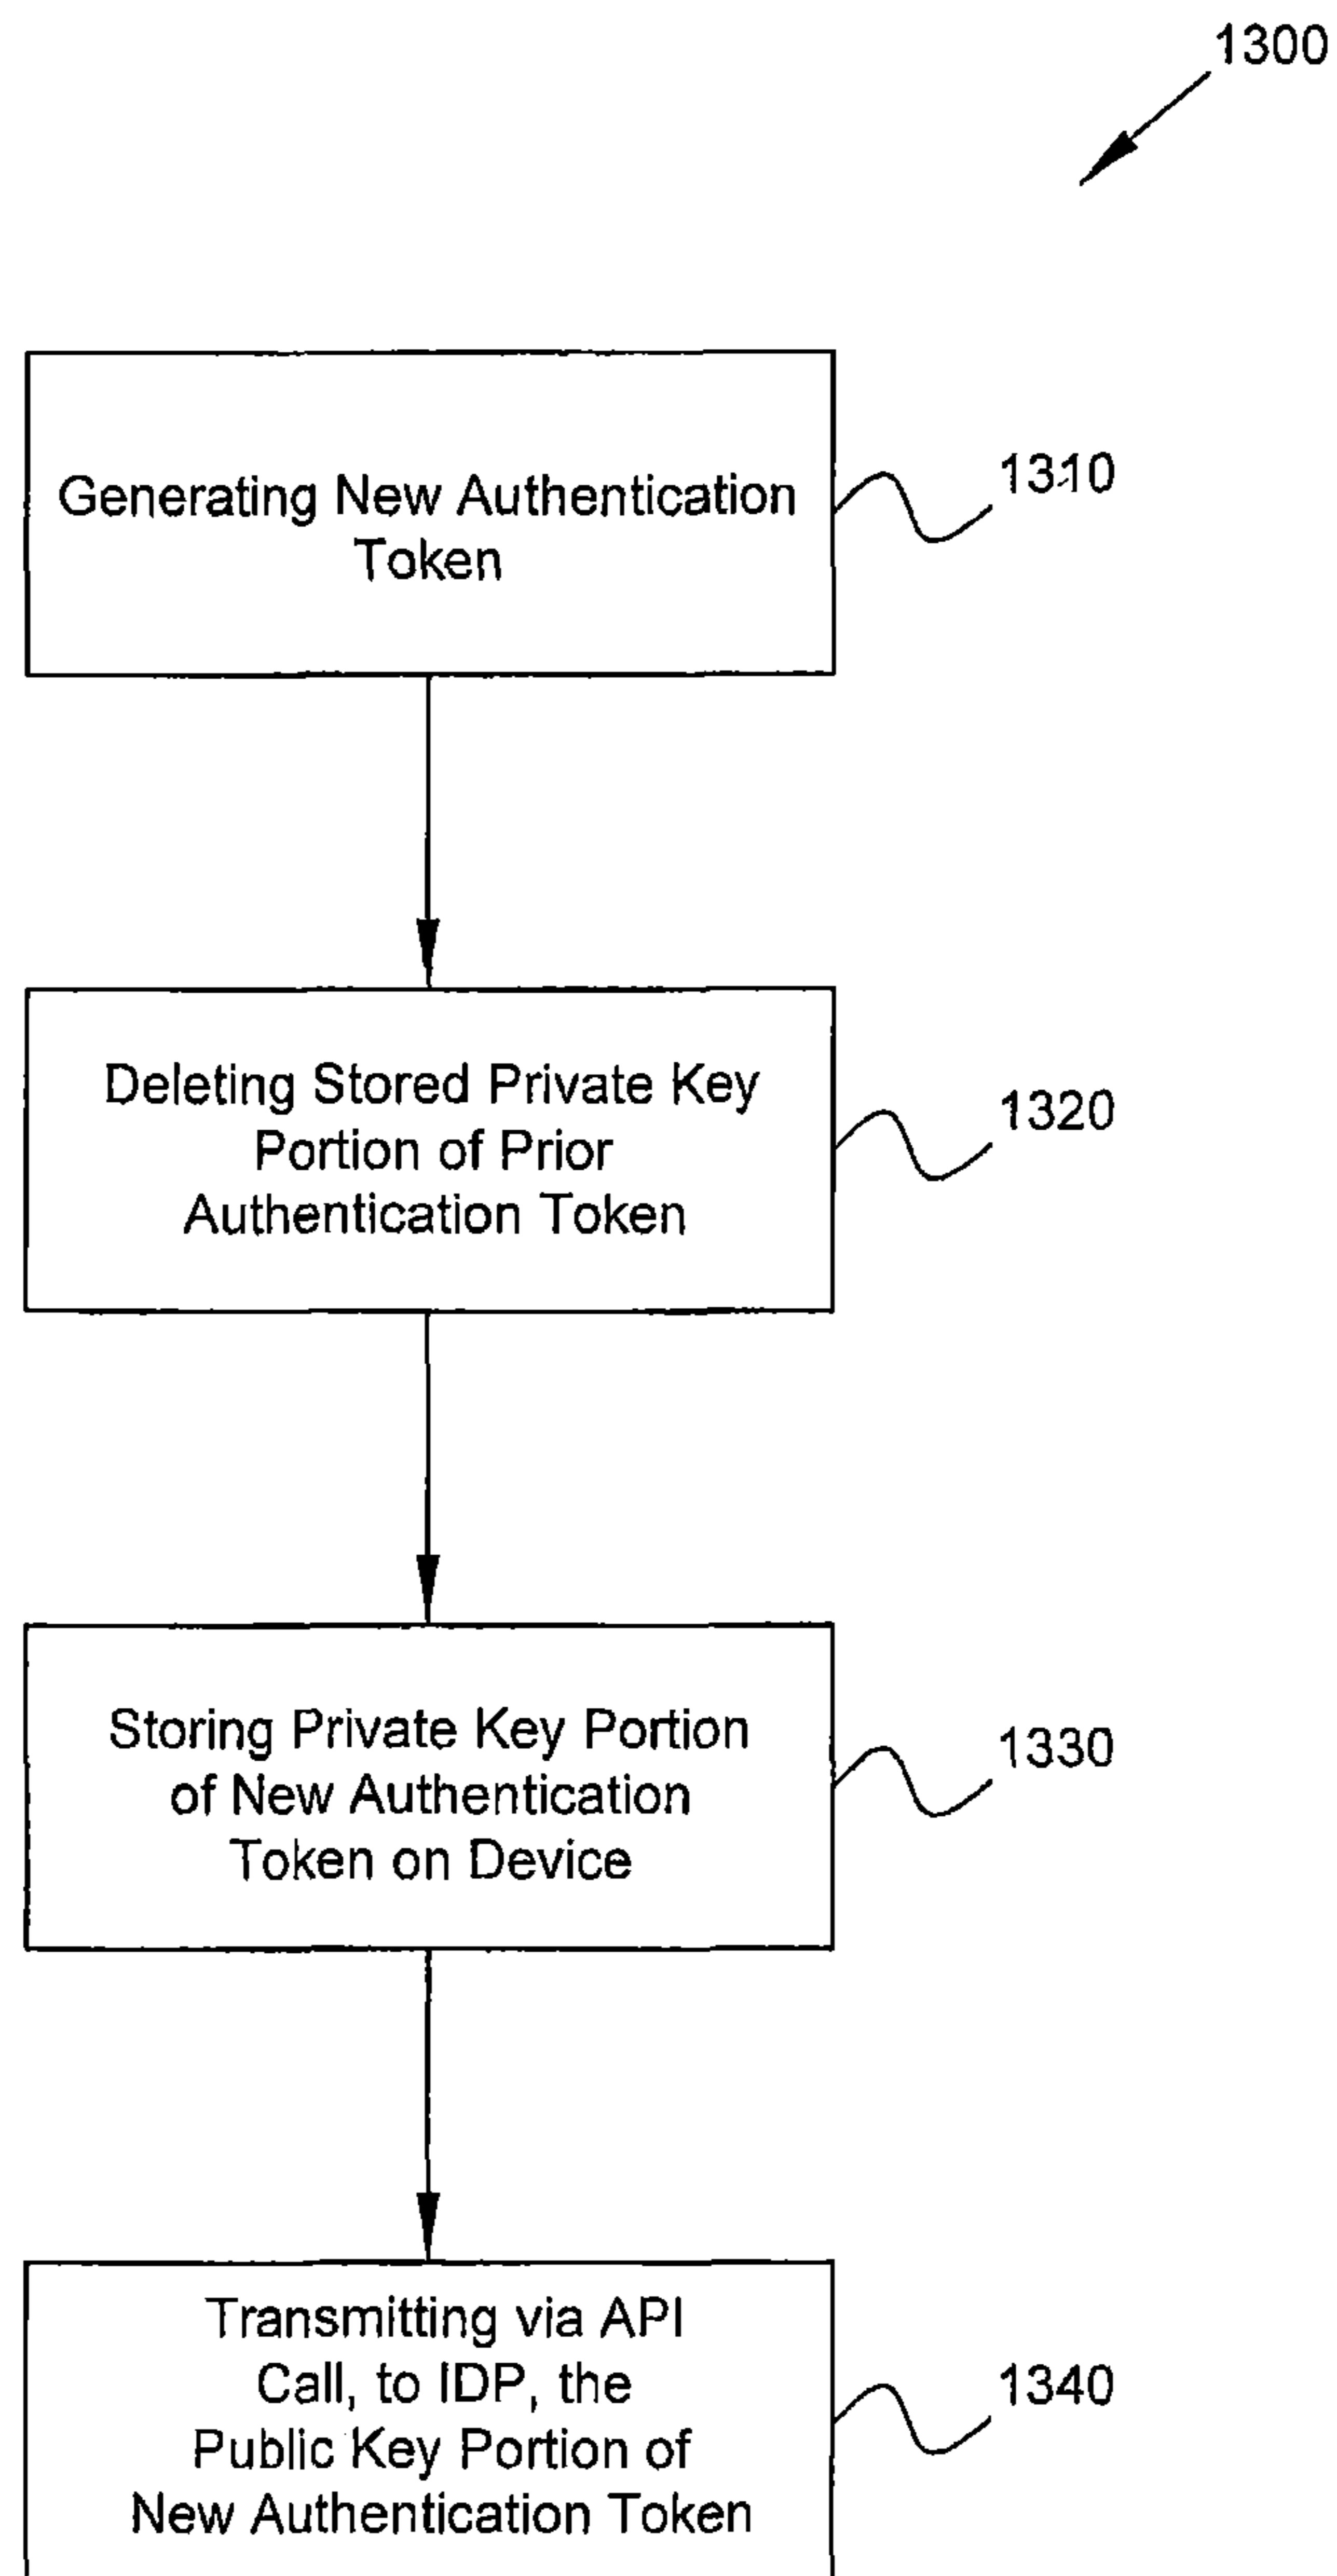 1300
Generating New Authentication
Token
1310
Deleting Stored Private Key
Portion of Prior
Authentication Token
1320
Storing Private Key Portion
of New Authentication
Token on Device
1330
Transmitting via API
Call, to IDP, the
Public Key Portion of
New Authentication Token
1340